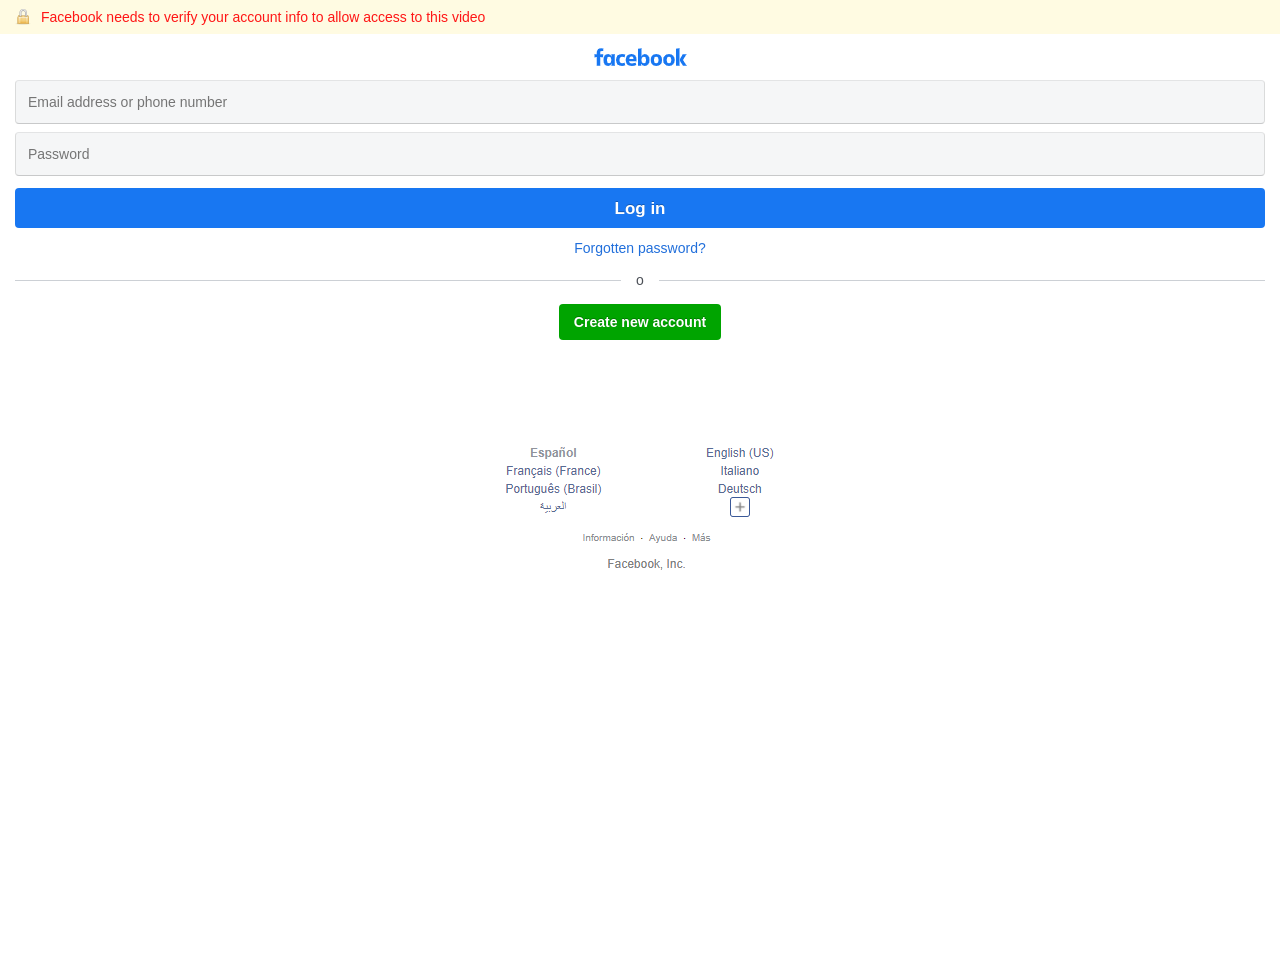 Facebook needs to verify your account info to allow access to this video
facebook
Email address or phone number
Password
Log in
Forgotten password?
o
Create new account
Español English (US)
Français (France) Italiano
Português (Brasil) Deutsch
العربية
Información · Ayuda · Más
Facebook, Inc.